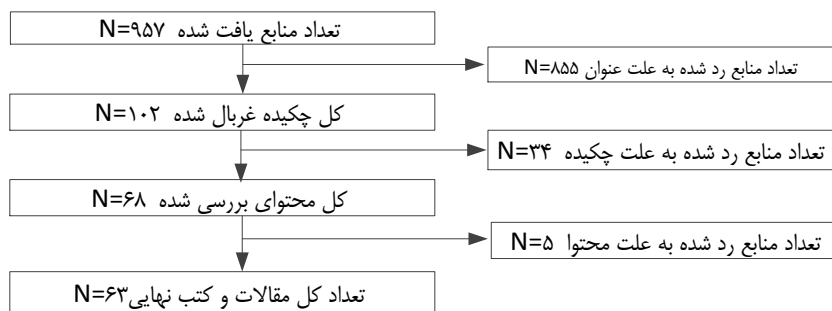 تعداد منابع یافت شده N=۹۵۷
تعداد منابع رد شده به علت عنوان N=۸۵۵
کل چکیده غربال شده N=۱۰۲
تعداد منابع رد شده به علت چکیده N=۳۴
کل محتوای بررسی شده N=۶۸
تعداد منابع رد شده به علت محتوا N=۵
تعداد کل مقالات و کتب نهایی N=۶۳